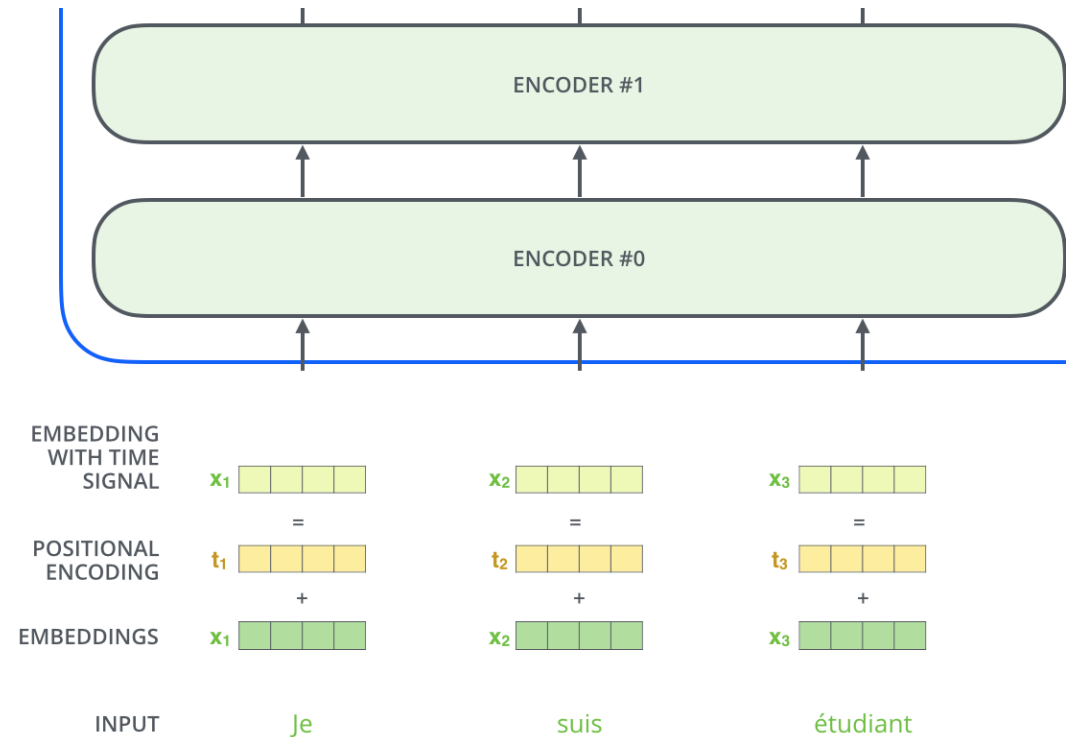 ENCODER #1
ENCODER #0
EMBEDDING
WITH TIME
SIGNAL
x₁ x₂ x₃
= = =
POSITIONAL
ENCODING
t₁ t₂ t₃
+ + +
EMBEDDINGS x₁ x₂ x₃
INPUT Je suis étudiant